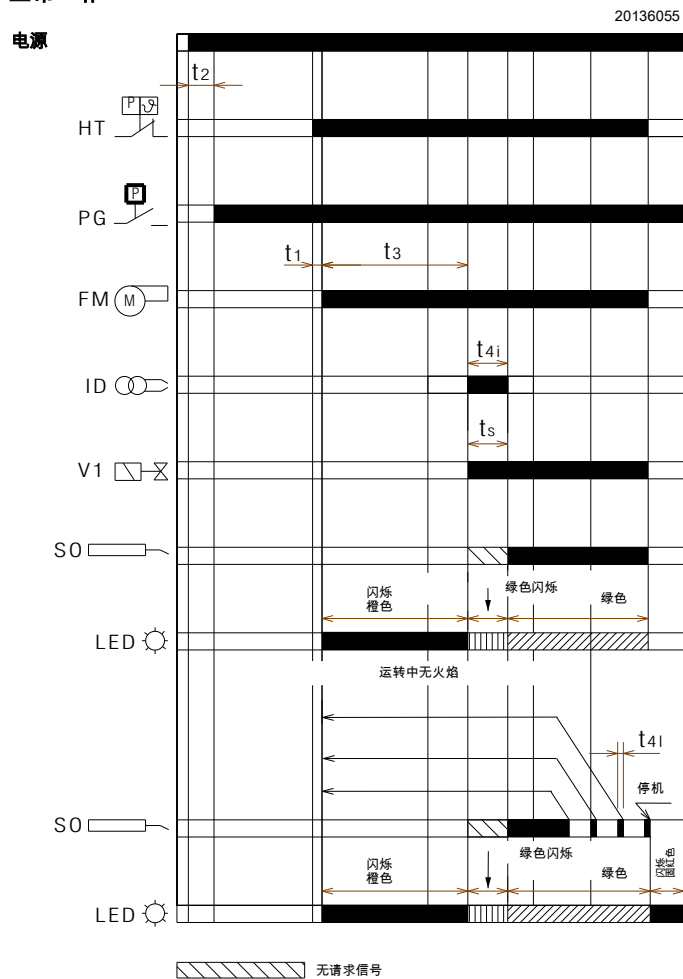 20136055
电源
t2
P
HT
P
PG
t1
t3
FM
M
t4i
ID
ts
V1
SO
闪烁
橙色
绿色闪烁
绿色
LED
运转中无火焰
t4l
停机
SO
闪烁
橙色
绿色闪烁
绿色
闪烁
LED
无请求信号